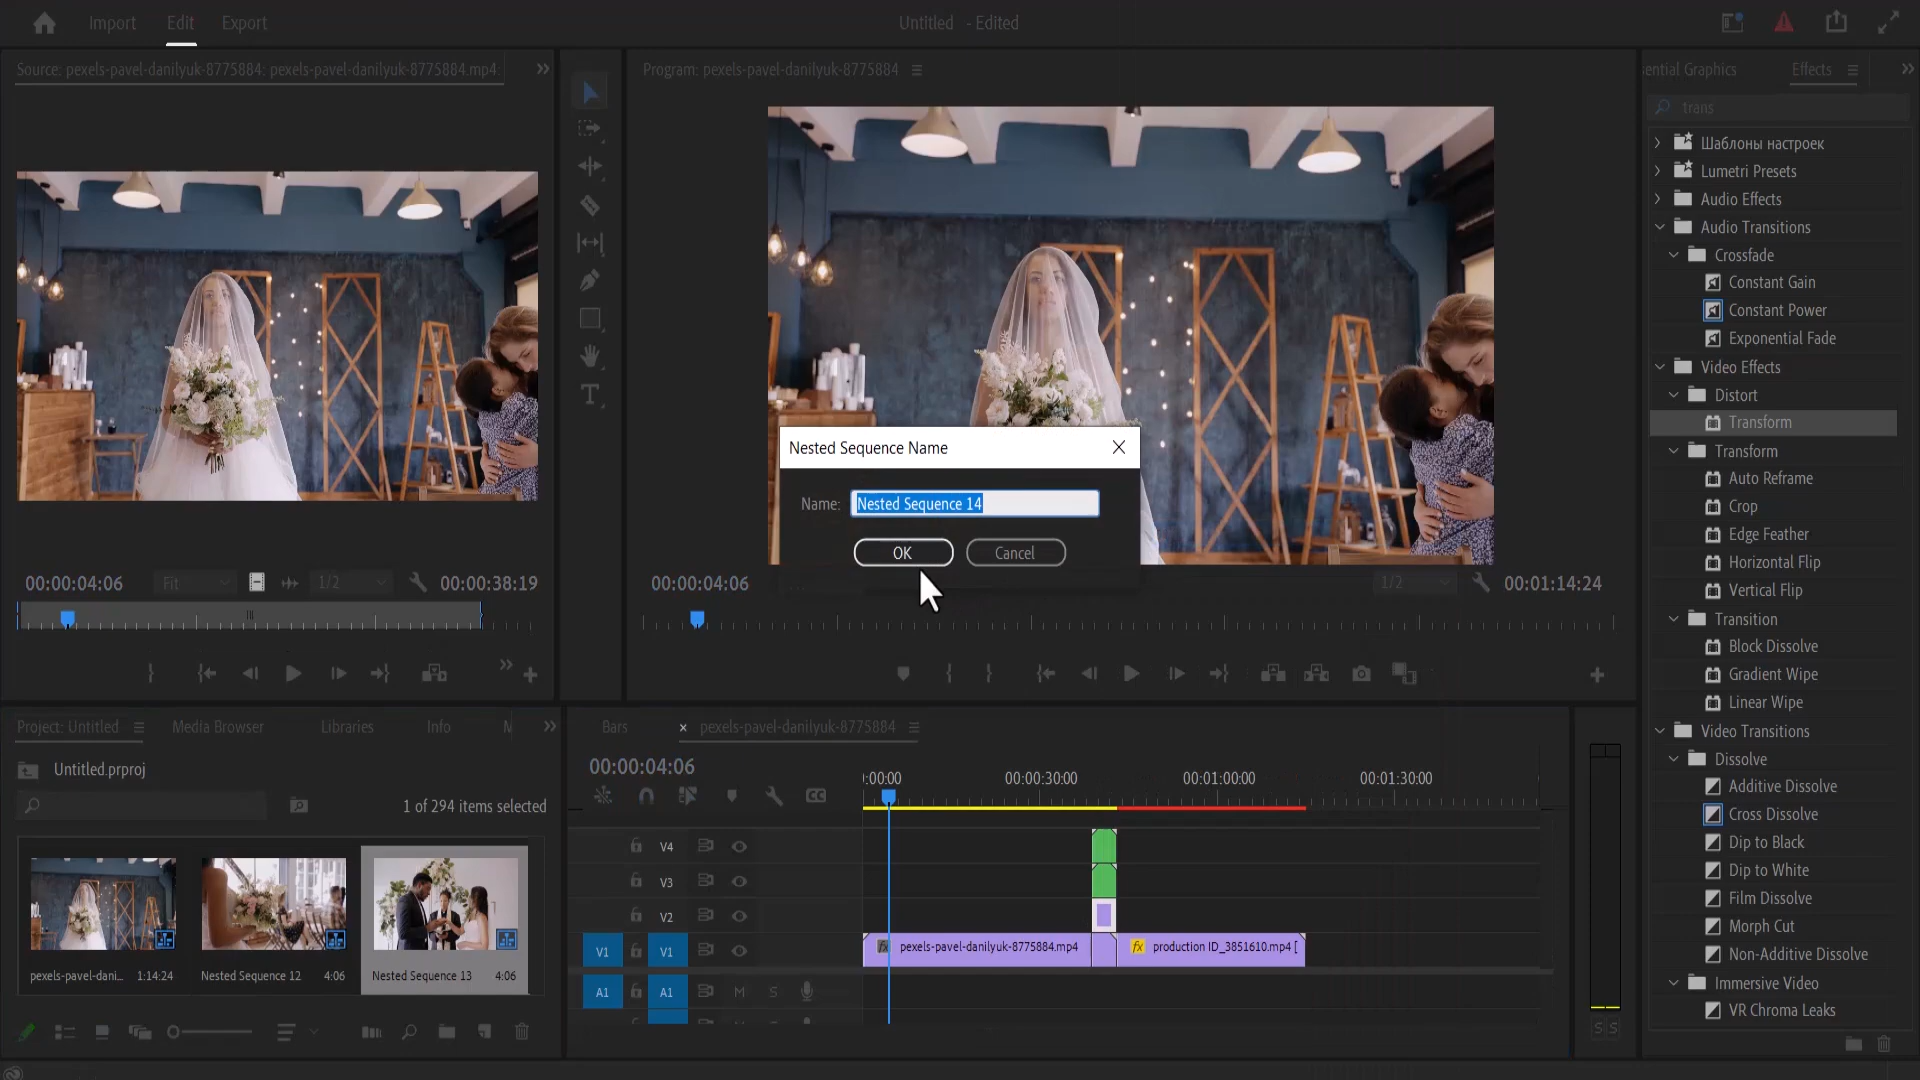 Import
Edit
Export
Untitled - Edited
Source: pexels-pavel-danilyuk-8775884: pexels-pavel-danilyuk-8775884.mp4:
00:00:04:06
Fit
1/2
00:00:38:19
Program: pexels-pavel-danilyuk-8775884
00:00:04:06
1/2
00:01:14:24
Nested Sequence Name
Name: Nested Sequence 14
OK
Cancel
ential Graphics
Effects
trans
Шаблоны настроек
Lumetri Presets
Audio Effects
Audio Transitions
Crossfade
Constant Gain
Constant Power
Exponential Fade
Video Effects
Distort
Transform
Transform
Auto Reframe
Crop
Edge Feather
Horizontal Flip
Vertical Flip
Transition
Block Dissolve
Gradient Wipe
Linear Wipe
Video Transitions
Dissolve
Additive Dissolve
Cross Dissolve
Dip to Black
Dip to White
Film Dissolve
Morph Cut
Non-Additive Dissolve
Immersive Video
VR Chroma Leaks
Project: Untitled
Media Browser
Libraries
Info
M
Untitled.prproj
1 of 294 items selected
pexels-pavel-dani... 1:14:24
Nested Sequence 12 4:06
Nested Sequence 13 4:06
Bars
× pexels-pavel-danilyuk-8775884
00:00:04:06
CC
:00:00
00:00:30:00
00:01:00:00
00:01:30:00
V4
V3
V2
V1 V1
fx pexels-pavel-danilyuk-8775884.mp4
fx production ID_3851610.mp4 [
A1 A1 M S
S S